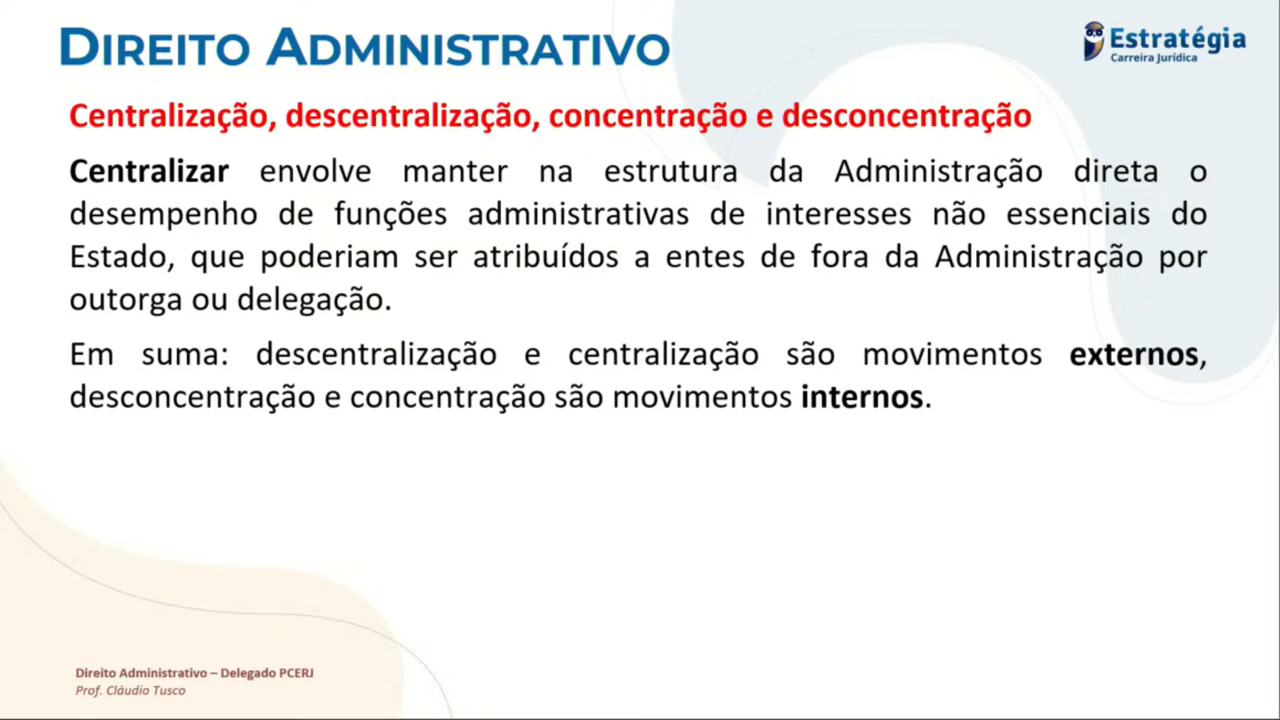 DIREITO ADMINISTRATIVO
Estratégia
Carreira Jurídica
Centralização, descentralização, concentração e desconcentração
Centralizar envolve manter na estrutura da Administração direta o
desempenho de funções administrativas de interesses não essenciais do
Estado, que poderiam ser atribuídos a entes de fora da Administração por
outorga ou delegação.
Em suma: descentralização e centralização são movimentos externos,
desconcentração e concentração são movimentos internos.
Direito Administrativo – Delegado PCERJ
Prof. Cláudio Tusco